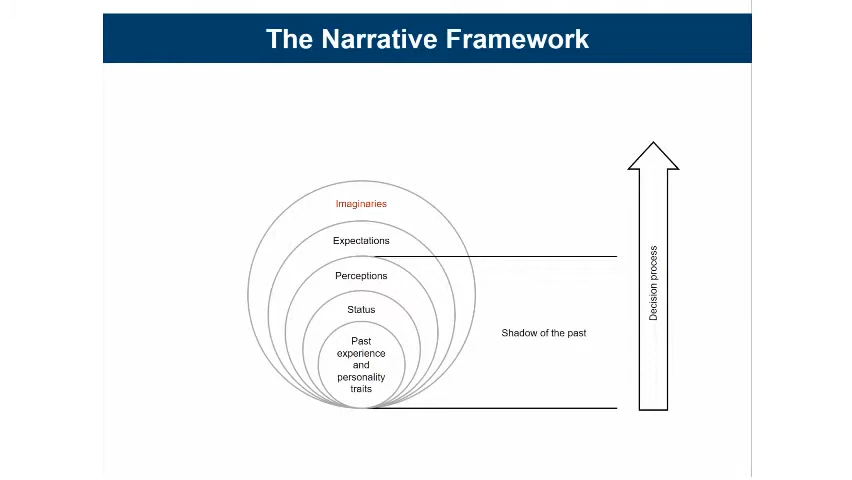 The Narrative Framework
Imaginaries
Expectations
Perceptions
Status
Past
experience
and
personality
traits
Shadow of the past
Decision process